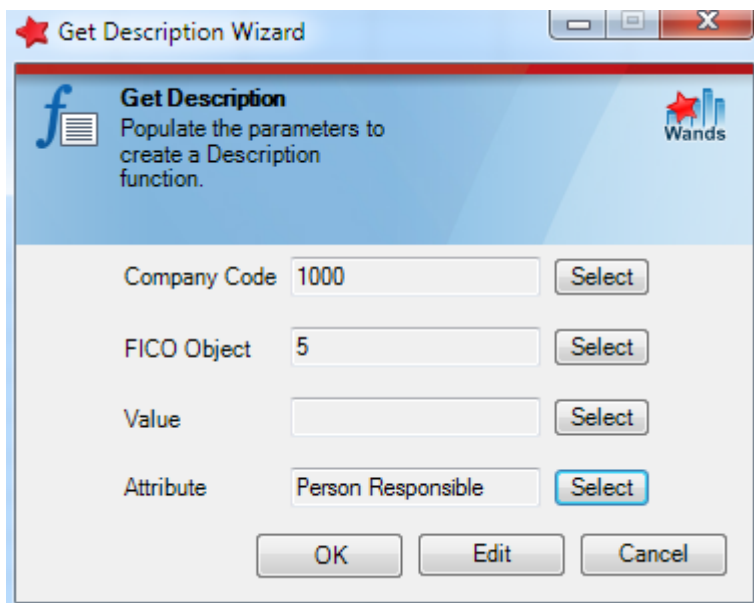 Get Description Wizard
Get Description
Populate the parameters to
create a Description
function.
Wands
Company Code 1000 Select
FICO Object 5 Select
Value Select
Attribute Person Responsible Select
OK Edit Cancel